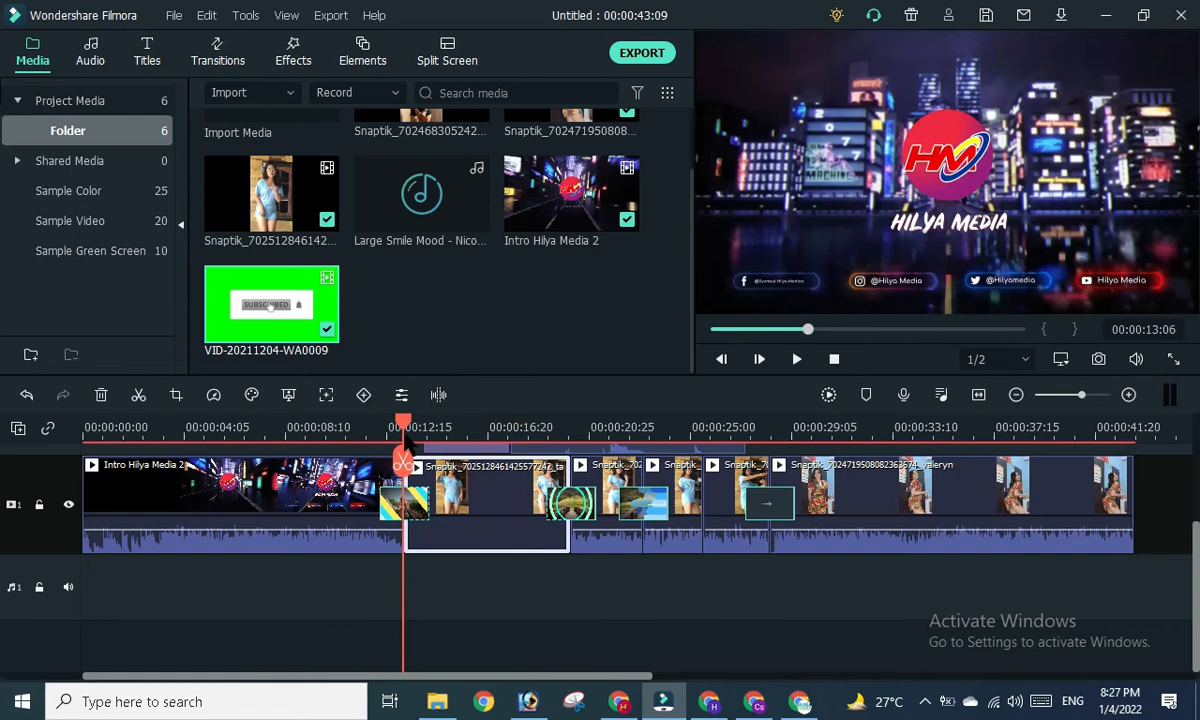 Wondershare Filmora
File
Edit
Tools
View
Export
Help
Untitled : 00:00:43:09
Media
Audio
Titles
Transitions
Effects
Elements
Split Screen
EXPORT
Project Media 6
Folder 6
Shared Media 0
Sample Color 25
Sample Video 20
Sample Green Screen 10
Import
Record
Search media
Import Media
Snaptik_702468305242...
Snaptik_702471950808...
Snaptik_702512846142...
Large Smile Mood - Nico...
Intro Hilya Media 2
SUBSCRIBED
VID-20211204-WA0009
HM
HILYA MEDIA
@Hilya Media
@Hilya Media
Hilya Media
00:00:13:06
1/2
00:00:00:00
00:00:04:05
00:00:08:10
00:00:12:15
00:00:16:20
00:00:20:25
00:00:25:00
00:00:29:05
00:00:33:10
00:00:37:15
00:00:41:20
Intro Hilya Media 2
Snaptik_7025128461425577242_ta
Snaptik_702
Snaptik_7
Snaptik_7
Snaptik_7024719508082363674_valeryn
1
1
Activate Windows
Go to Settings to activate Windows.
Type here to search
27°C
ENG
8:27 PM
1/4/2022